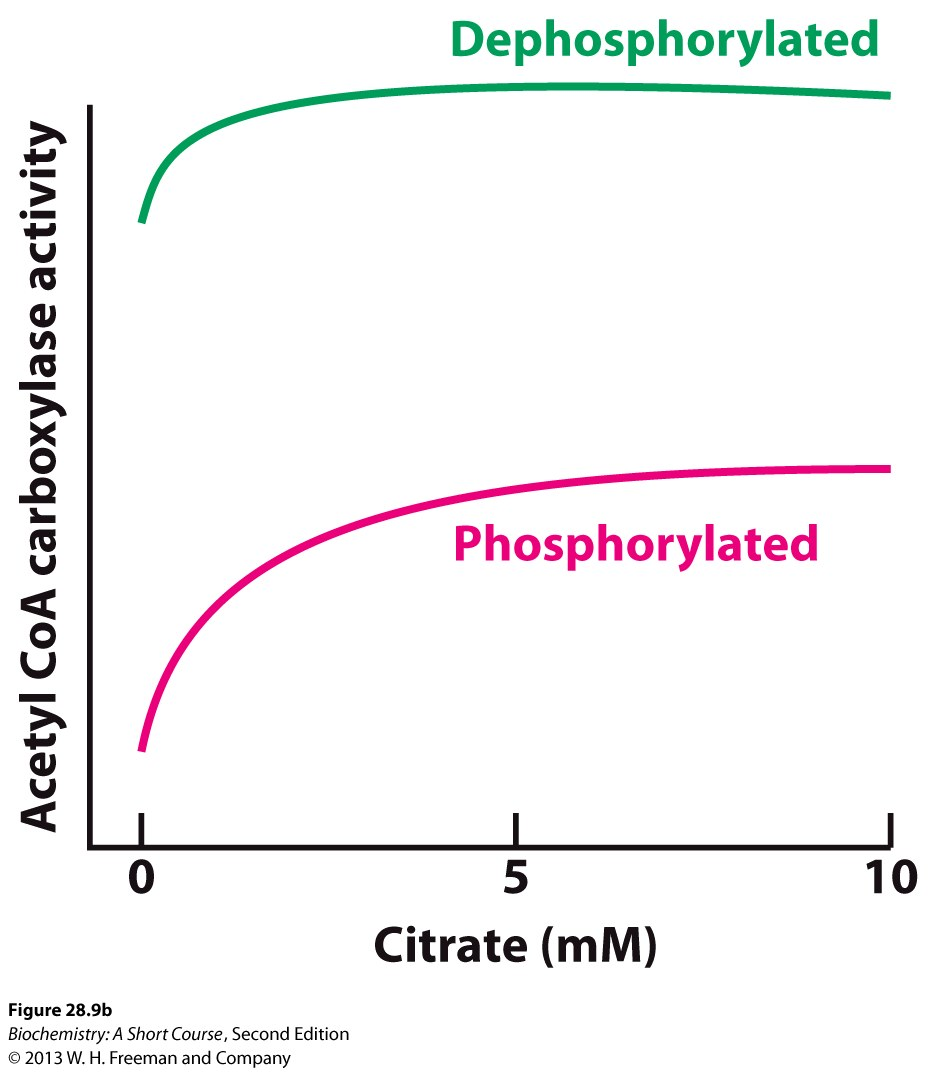 Dephosphorylated
Acetyl CoA carboxylase activity
Phosphorylated
0 5 10
Citrate (mM)
Figure 28.9b
Biochemistry: A Short Course, Second Edition
© 2013 W. H. Freeman and Company